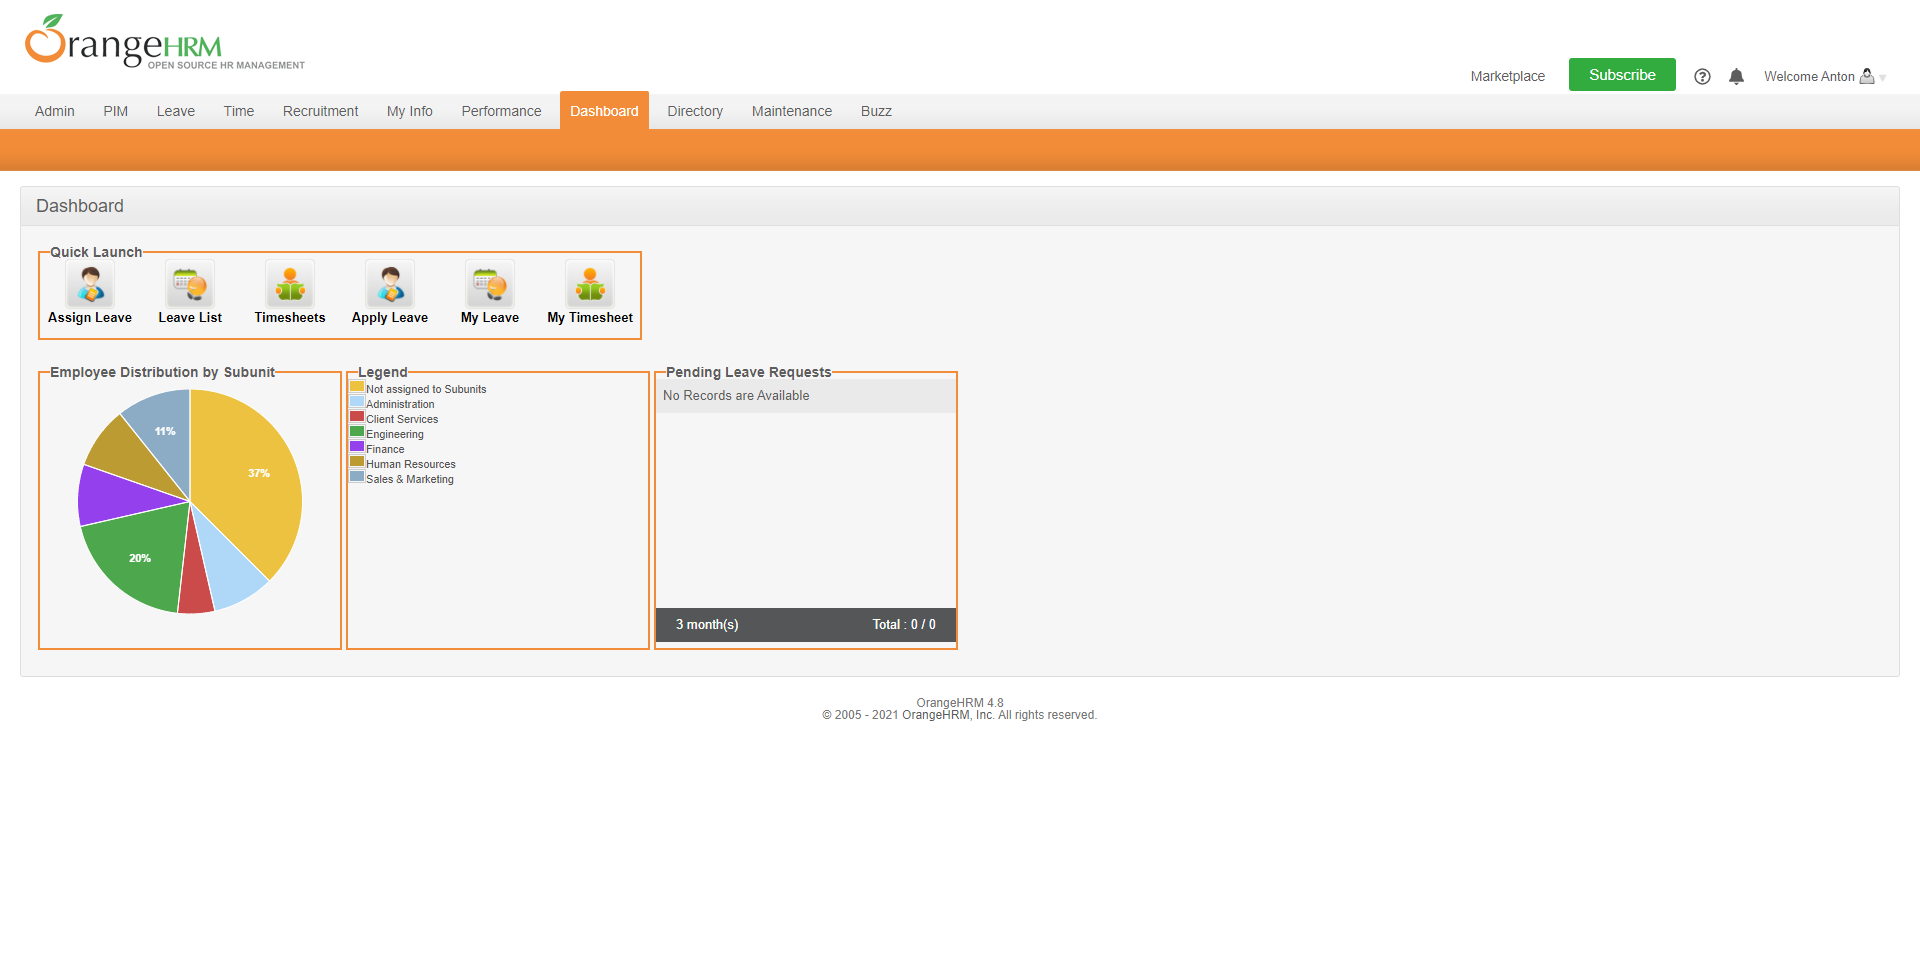 OrangeHRM
OPEN SOURCE HR MANAGEMENT
Marketplace Subscribe Welcome Anton
Admin PIM Leave Time Recruitment My Info Performance Dashboard Directory Maintenance Buzz
Dashboard
Quick Launch
Assign Leave Leave List Timesheets Apply Leave My Leave My Timesheet
Employee Distribution by Subunit
11%
37%
20%
Legend
Not assigned to Subunits
Administration
Client Services
Engineering
Finance
Human Resources
Sales & Marketing
Pending Leave Requests
No Records are Available
3 month(s) Total : 0 / 0
OrangeHRM 4.8
© 2005 - 2021 OrangeHRM, Inc. All rights reserved.